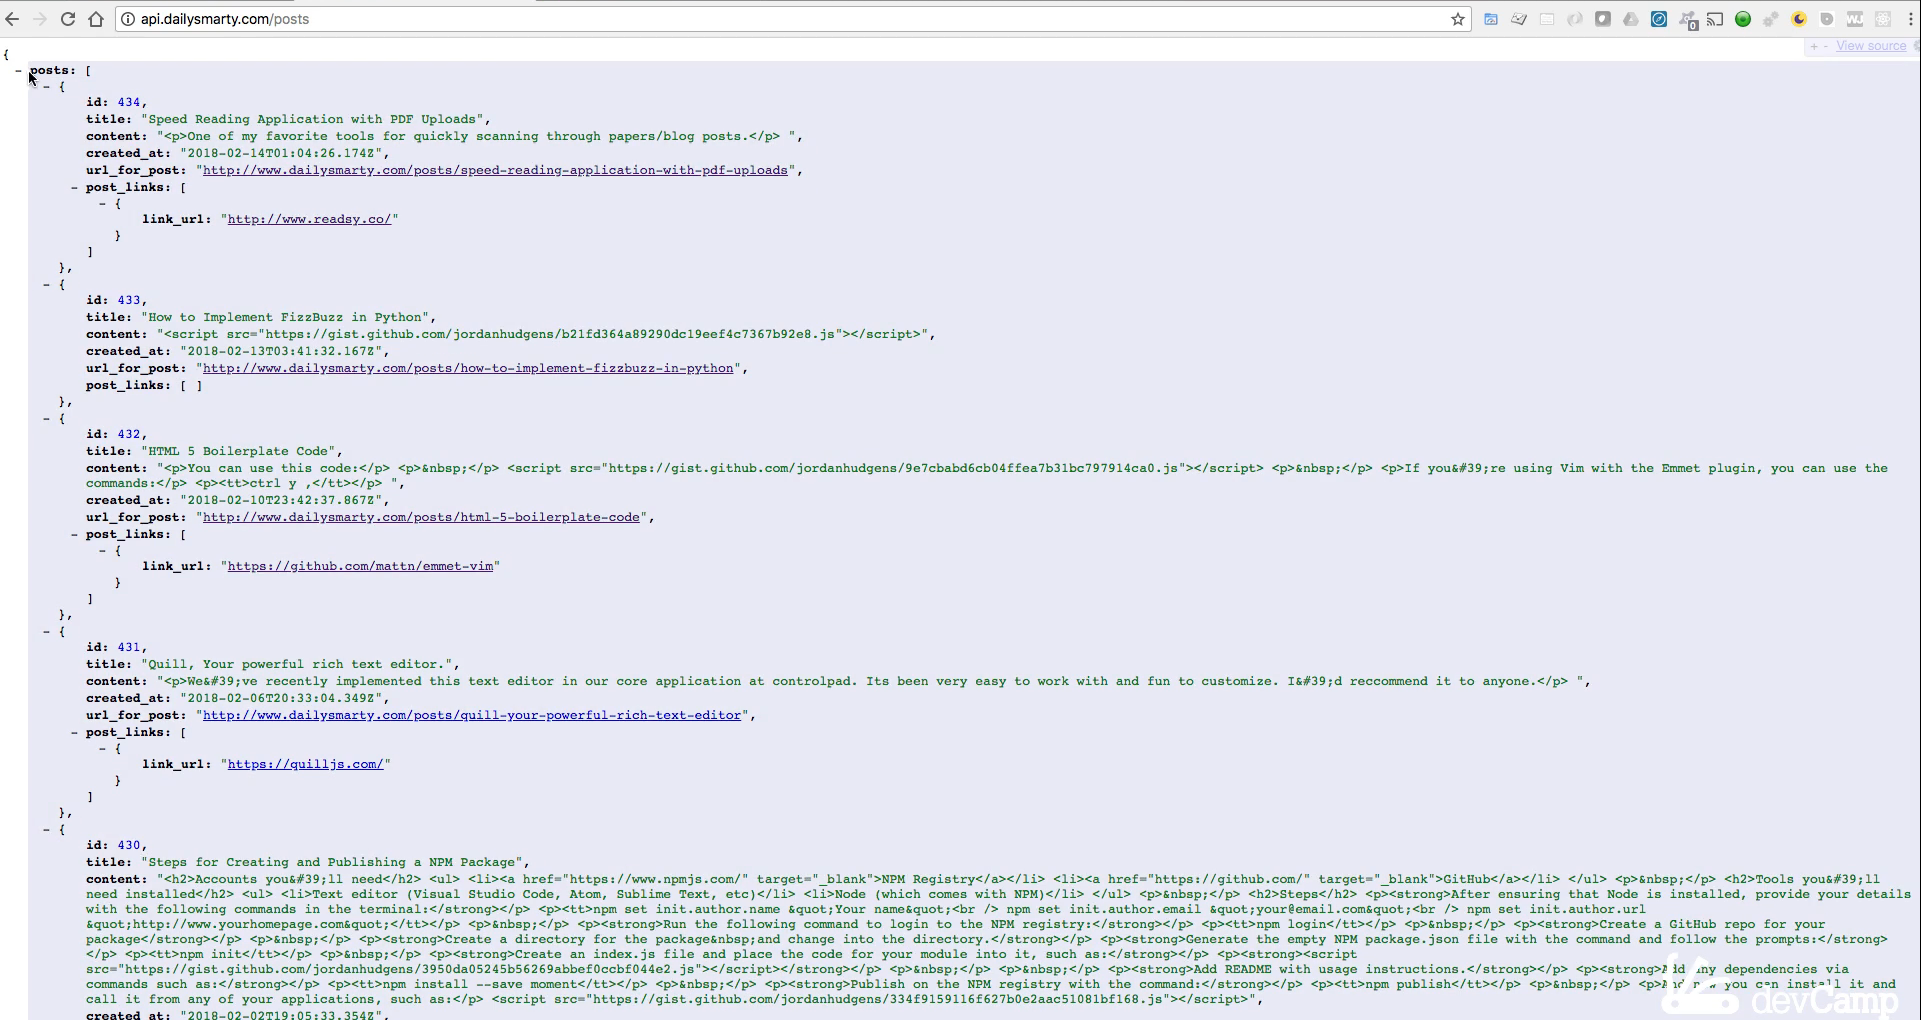 api.dailysmarty.com/posts
+ - View source
{
- posts: [
- {
id: 434,
title: "Speed Reading Application with PDF Uploads",
content: "<p>One of my favorite tools for quickly scanning through papers/blog posts.</p> ",
created_at: "2018-02-14T01:04:26.174Z",
url_for_post: "http://www.dailysmarty.com/posts/speed-reading-application-with-pdf-uploads",
- post_links: [
- {
link_url: "http://www.readsy.co/"
}
]
},
- {
id: 433,
title: "How to Implement FizzBuzz in Python",
content: "<script src="https://gist.github.com/jordanhudgens/b21fd364a89290dc19eef4c7367b92e8.js"></script>",
created_at: "2018-02-13T03:41:32.167Z",
url_for_post: "http://www.dailysmarty.com/posts/how-to-implement-fizzbuzz-in-python",
post_links: [ ]
},
- {
id: 432,
title: "HTML 5 Boilerplate Code",
content: "<p>You can use this code:</p> <p>&nbsp;</p> <script src="https://gist.github.com/jordanhudgens/9e7cbabd6cb04ffea7b31bc797914ca0.js"></script> <p>&nbsp;</p> <p>If you&#39;re using Vim with the Emmet plugin, you can use the
commands:</p> <p><tt>ctrl y ,</tt></p> ",
created_at: "2018-02-10T23:42:37.867Z",
url_for_post: "http://www.dailysmarty.com/posts/html-5-boilerplate-code",
- post_links: [
- {
link_url: "https://github.com/mattn/emmet-vim"
}
]
},
- {
id: 431,
title: "Quill, Your powerful rich text editor.",
content: "<p>We&#39;ve recently implemented this text editor in our core application at controlpad. Its been very easy to work with and fun to customize. I&#39;d reccommend it to anyone.</p> ",
created_at: "2018-02-06T20:33:04.349Z",
url_for_post: "http://www.dailysmarty.com/posts/quill-your-powerful-rich-text-editor",
- post_links: [
- {
link_url: "https://quilljs.com/"
}
]
},
- {
id: 430,
title: "Steps for Creating and Publishing a NPM Package",
content: "<h2>Accounts you&#39;ll need</h2> <ul> <li><a href="https://www.npmjs.com/" target="_blank">NPM Registry</a></li> <li><a href="https://github.com/" target="_blank">GitHub</a></li> </ul> <p>&nbsp;</p> <h2>Tools you&#39;ll
need installed</h2> <ul> <li>Text editor (Visual Studio Code, Atom, Sublime Text, etc)</li> <li>Node (which comes with NPM)</li> </ul> <p>&nbsp;</p> <h2>Steps</h2> <p><strong>After ensuring that Node is installed, provide your details
with the following commands in the terminal:</strong></p> <p><tt>npm set init.author.name &quot;Your name&quot;<br /> npm set init.author.email &quot;your@email.com&quot;<br /> npm set init.author.url
&quot;http://www.yourhomepage.com&quot;</tt></p> <p>&nbsp;</p> <p><strong>Run the following command to login to the NPM registry:</strong></p> <p><tt>npm login</tt></p> <p>&nbsp;</p> <p><strong>Create a GitHub repo for your
package</strong></p> <p>&nbsp;</p> <p><strong>Create a directory for the package&nbsp;and change into the directory.</strong></p> <p><strong>Generate the empty NPM package.json file with the command and follow the prompts:</strong>
</p> <p><tt>npm init</tt></p> <p>&nbsp;</p> <p><strong>Create an index.js file and place the code for your module into it, such as:</strong></p> <p><strong><script
src="https://gist.github.com/jordanhudgens/3950da05245b56269abbef0ccbf044e2.js"></script></strong></p> <p>&nbsp;</p> <p>&nbsp;</p> <p><strong>Add README with usage instructions.</strong></p> <p><strong>Add any dependencies via
commands such as:</strong></p> <p><tt>npm install --save moment</tt></p> <p>&nbsp;</p> <p><strong>Publish on the NPM registry with the command:</strong></p> <p><tt>npm publish</tt></p> <p>&nbsp;</p> <p><strong>And now you can install it and
call it from any of your applications, such as:</p> <script src="https://gist.github.com/jordanhudgens/334f9159116f627b0e2aac51081bf168.js"></script>",
created_at: "2018-02-02T19:05:33.354Z",
devCamp